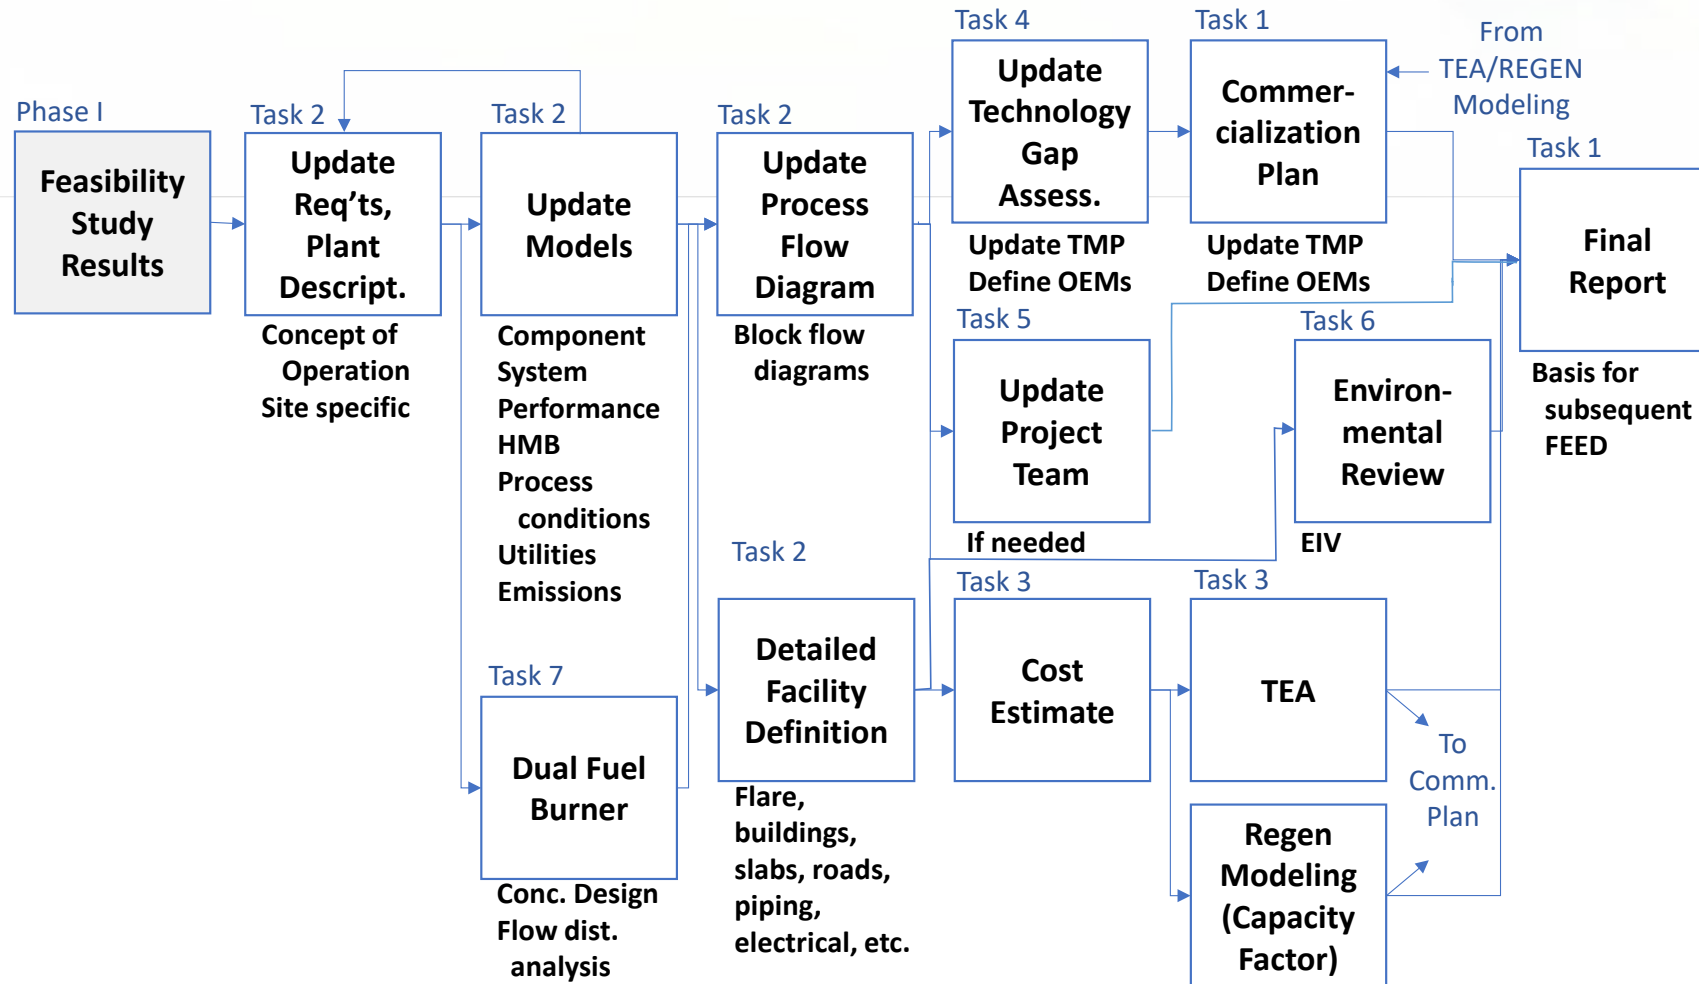 Phase I
Feasibility
Study
Results
Task 2
Update
Req'ts,
Plant
Descript.
Concept of
Operation
Site specific
Task 2
Update
Models
Component
System
Performance
HMB
Process
conditions
Utilities
Emissions
Task 7
Dual Fuel
Burner
Conc. Design
Flow dist.
analysis
Task 2
Update
Process
Flow
Diagram
Block flow
diagrams
Task 2
Detailed
Facility
Definition
Flare,
buildings,
slabs, roads,
piping,
electrical, etc.
Task 4
Update
Technology
Gap
Assess.
Update TMP
Define OEMs
Task 5
Update
Project
Team
If needed
Task 3
Cost
Estimate
Task 1
Commer-
cialization
Plan
Update TMP
Define OEMs
From
TEA/REGEN
Modeling
Task 6
Environ-
mental
Review
EIV
Task 3
TEA
Regen
Modeling
(Capacity
Factor)
To
Comm.
Plan
Task 1
Final
Report
Basis for
subsequent
FEED